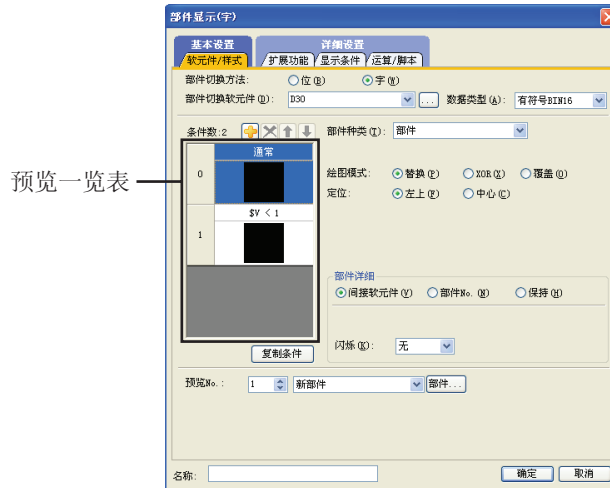 部件显示(字)
基本设置
详细设置
软元件/样式
扩展功能
显示条件
运算/脚本
部件切换方法:
位(B)
字(W)
部件切换软元件(D):
D30
...
数据类型(A):
有符号BIN16
条件数:2
部件种类(T):
部件
预览一览表
0
通常
1
$V < 1
绘图模式:
替换(P)
XOR(X)
覆盖(O)
定位:
左上(F)
中心(C)
部件详细
间接软元件(V)
部件No.(N)
保持(H)
闪烁(K):
无
复制条件
预览No.:
1
新部件
部件...
名称:
确定
取消